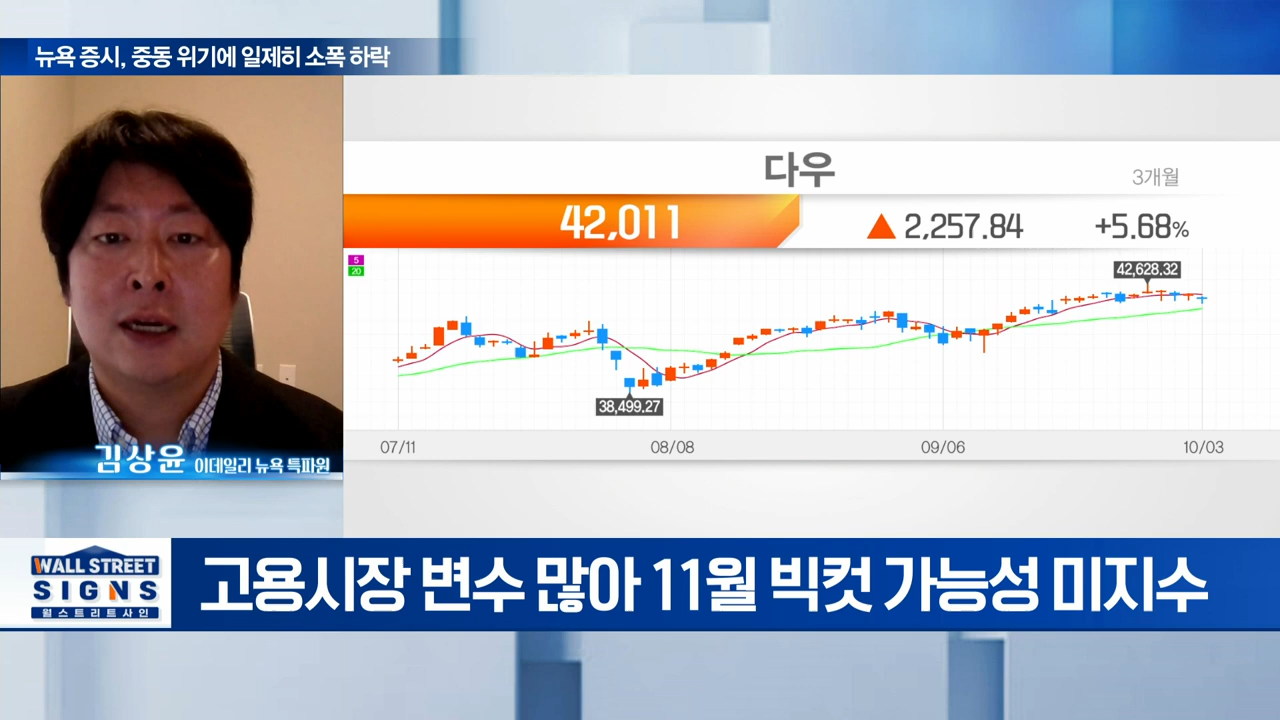 뉴욕 증시, 중동 위기에 일제히 소폭 하락
다우
3개월
42,011
▲ 2,257.84
+5.68%
5
20
42,628.32
38,499.27
07/11
08/08
09/06
10/03
김상윤 이데일리 뉴욕 특파원
WALL STREET
SIGNS
월스트리트사인
고용시장 변수 많아 11월 빅컷 가능성 미지수